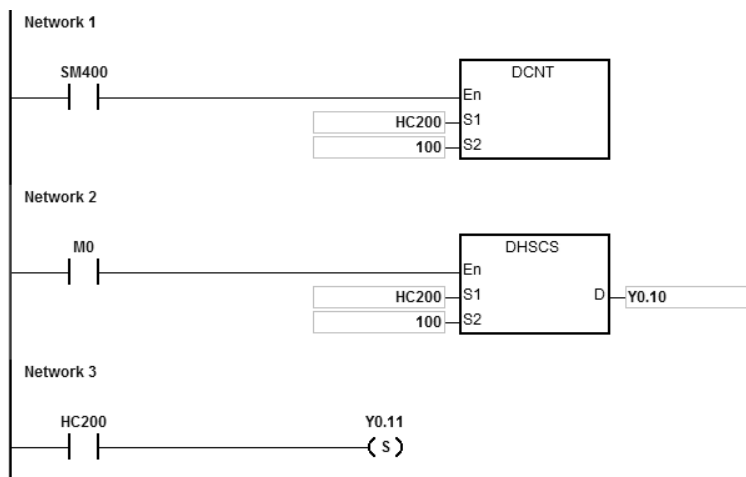 Network 1
SM400
DCNT
En
HC200 S1
100 S2
Network 2
M0
DHSCS
En
HC200 S1 D Y0.10
100 S2
Network 3
HC200 Y0.11
S